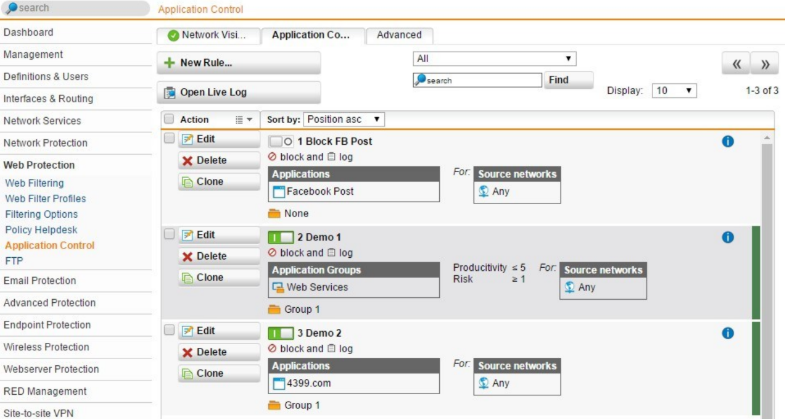 search
Application Control
Dashboard
Management
Definitions & Users
Interfaces & Routing
Network Services
Network Protection
Web Protection
Web Filtering
Web Filter Profiles
Filtering Options
Policy Helpdesk
Application Control
FTP
Email Protection
Advanced Protection
Endpoint Protection
Wireless Protection
Webserver Protection
RED Management
Site-to-site VPN
Network Visi...
Application Co...
Advanced
New Rule...
All
search
Find
Open Live Log
Display: 10
1-3 of 3
Action
Sort by: Position asc
Edit
Delete
Clone
1 Block FB Post
block and log
Applications
Facebook Post
For: Source networks
Any
None
Edit
Delete
Clone
2 Demo 1
block and log
Application Groups
Web Services
Productivity ≤ 5
Risk ≥ 1
For: Source networks
Any
Group 1
Edit
Delete
Clone
3 Demo 2
block and log
Applications
4399.com
For: Source networks
Any
Group 1